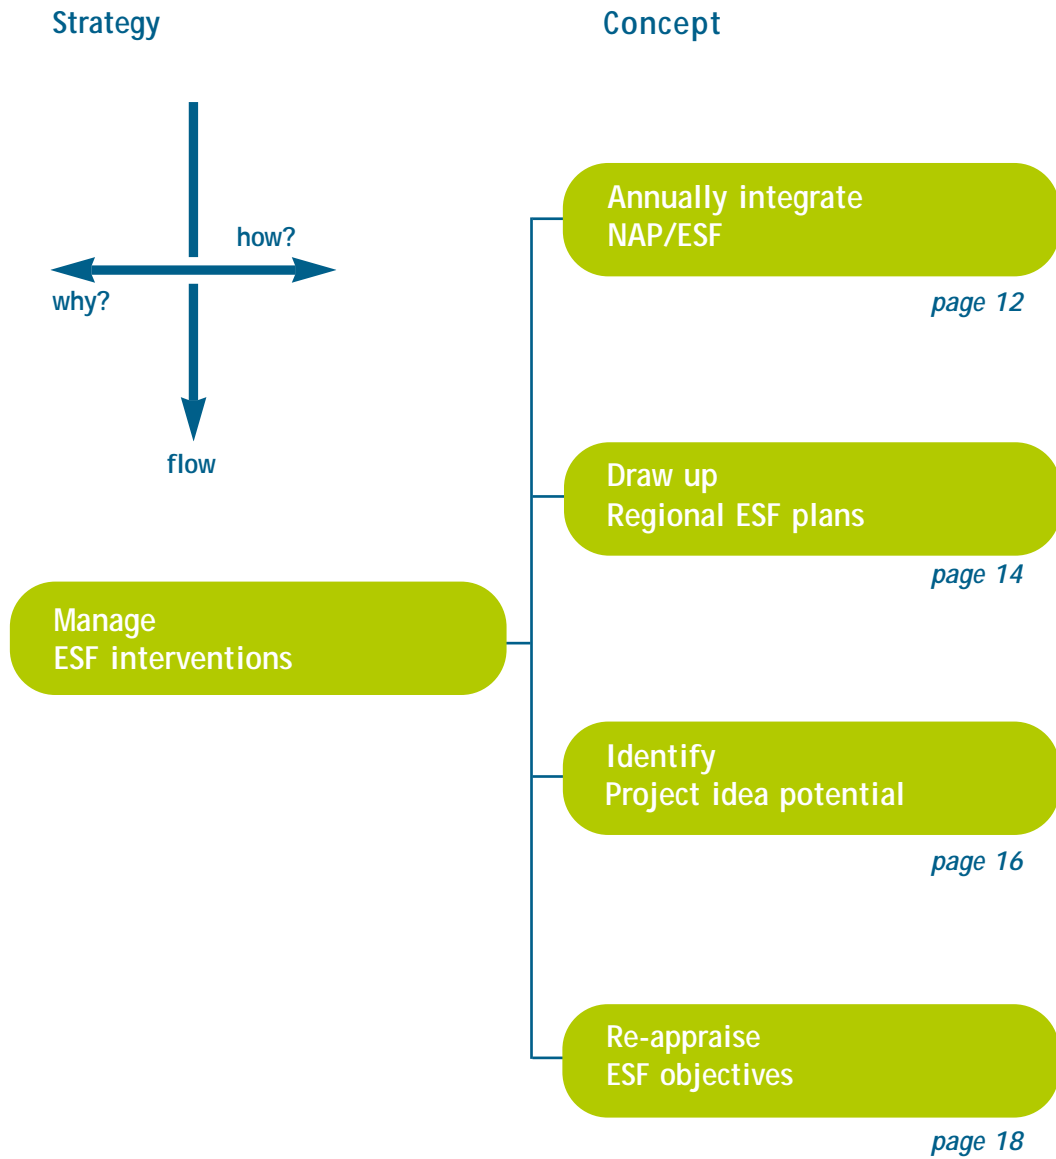 Strategy
Concept
how?
why?
flow
Manage
ESF interventions
Annually integrate
NAP/ESF
page 12
Draw up
Regional ESF plans
page 14
Identify
Project idea potential
page 16
Re-appraise
ESF objectives
page 18